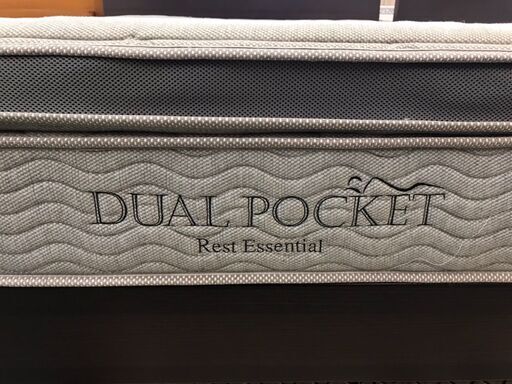 DUAL POCKET
Rest Essential